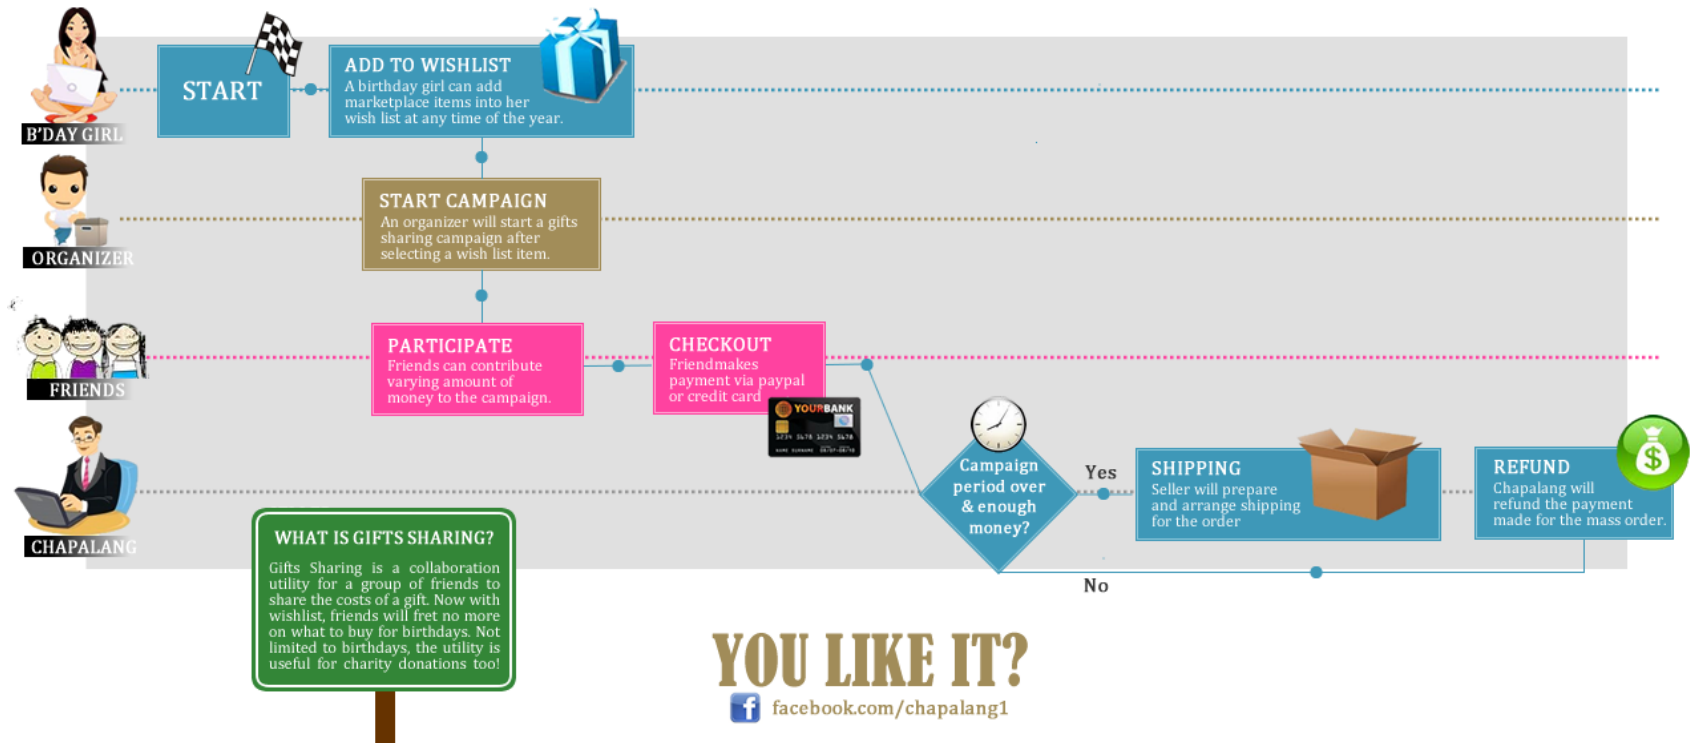 B'DAY GIRL
START
ADD TO WISHLIST
A birthday girl can add
marketplace items into her
wish list at any time of the year.
ORGANIZER
START CAMPAIGN
An organizer will start a gifts
sharing campaign after
selecting a wish list item.
FRIENDS
PARTICIPATE
Friends can contribute
varying amount of
money to the campaign.
CHECKOUT
Friendmakes
payment via paypal
or credit card
YOURBANK
1234 5678 1234 5678
NAME SURNAME
CHAPALANG
Campaign
period over
& enough
money?
Yes
No
SHIPPING
Seller will prepare
and arrange shipping
for the order
REFUND
Chapalang will
refund the payment
made for the mass order.
$
WHAT IS GIFTS SHARING?
Gifts Sharing is a collaboration
utility for a group of friends to
share the costs of a gift. Now with
wishlist, friends will fret no more
on what to buy for birthdays. Not
limited to birthdays, the utility is
useful for charity donations too!
YOU LIKE IT?
f facebook.com/chapalang1